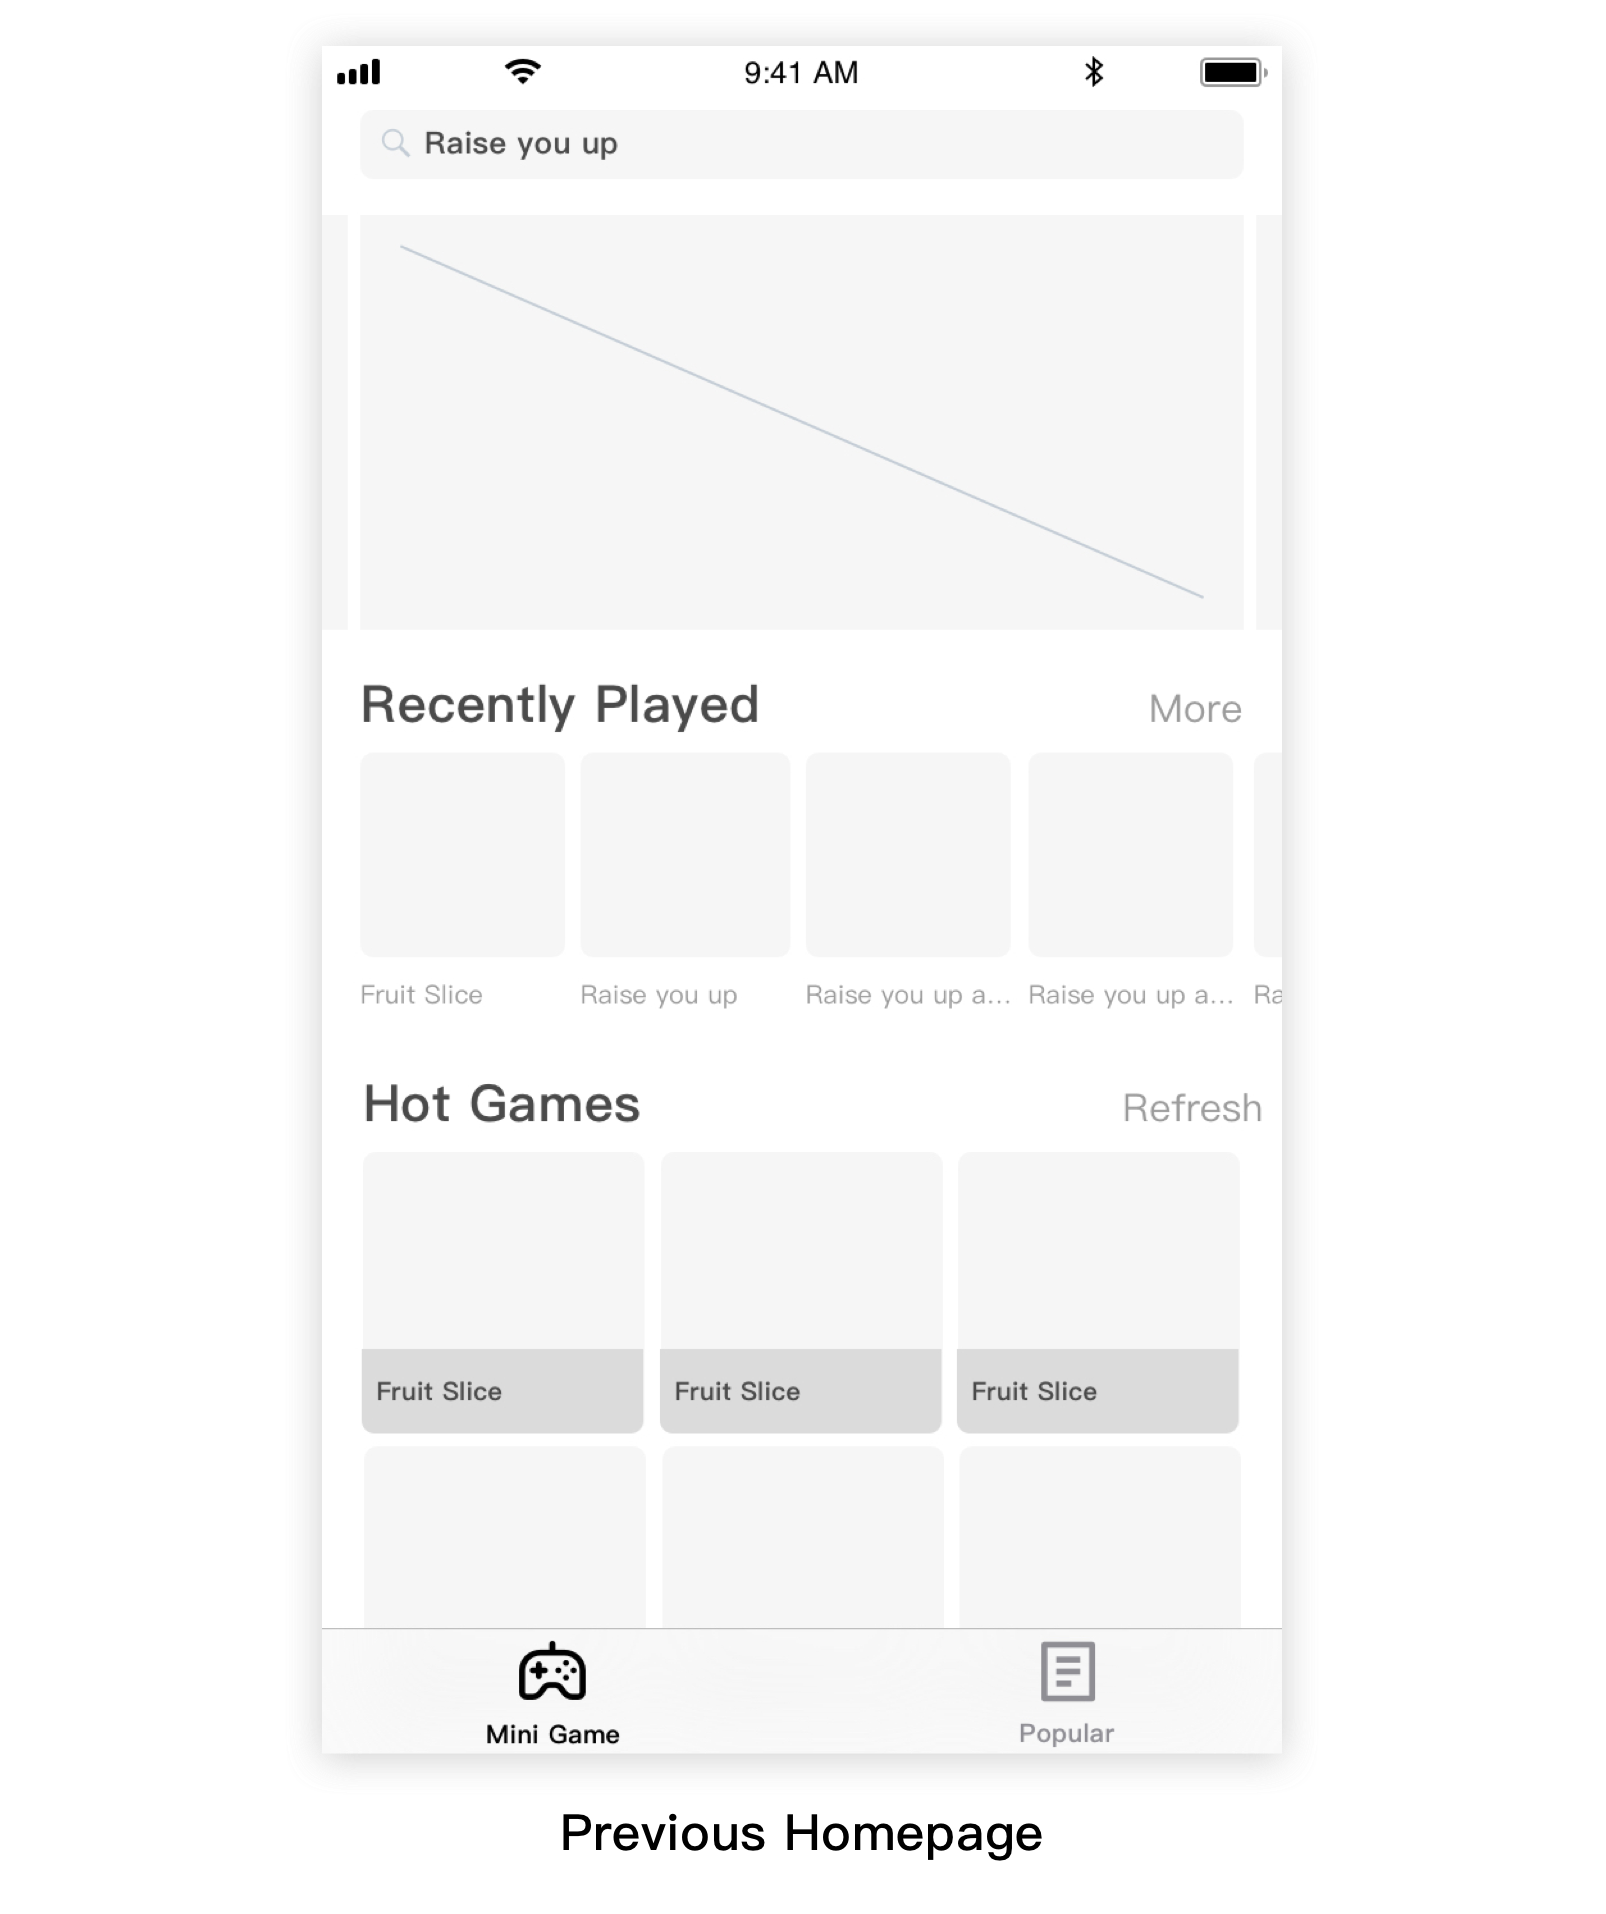 9:41 AM
Raise you up
Recently Played
More
Fruit Slice
Raise you up
Raise you up a...
Raise you up a...
Ra
Hot Games
Refresh
Fruit Slice
Fruit Slice
Fruit Slice
Mini Game
Popular
Previous Homepage